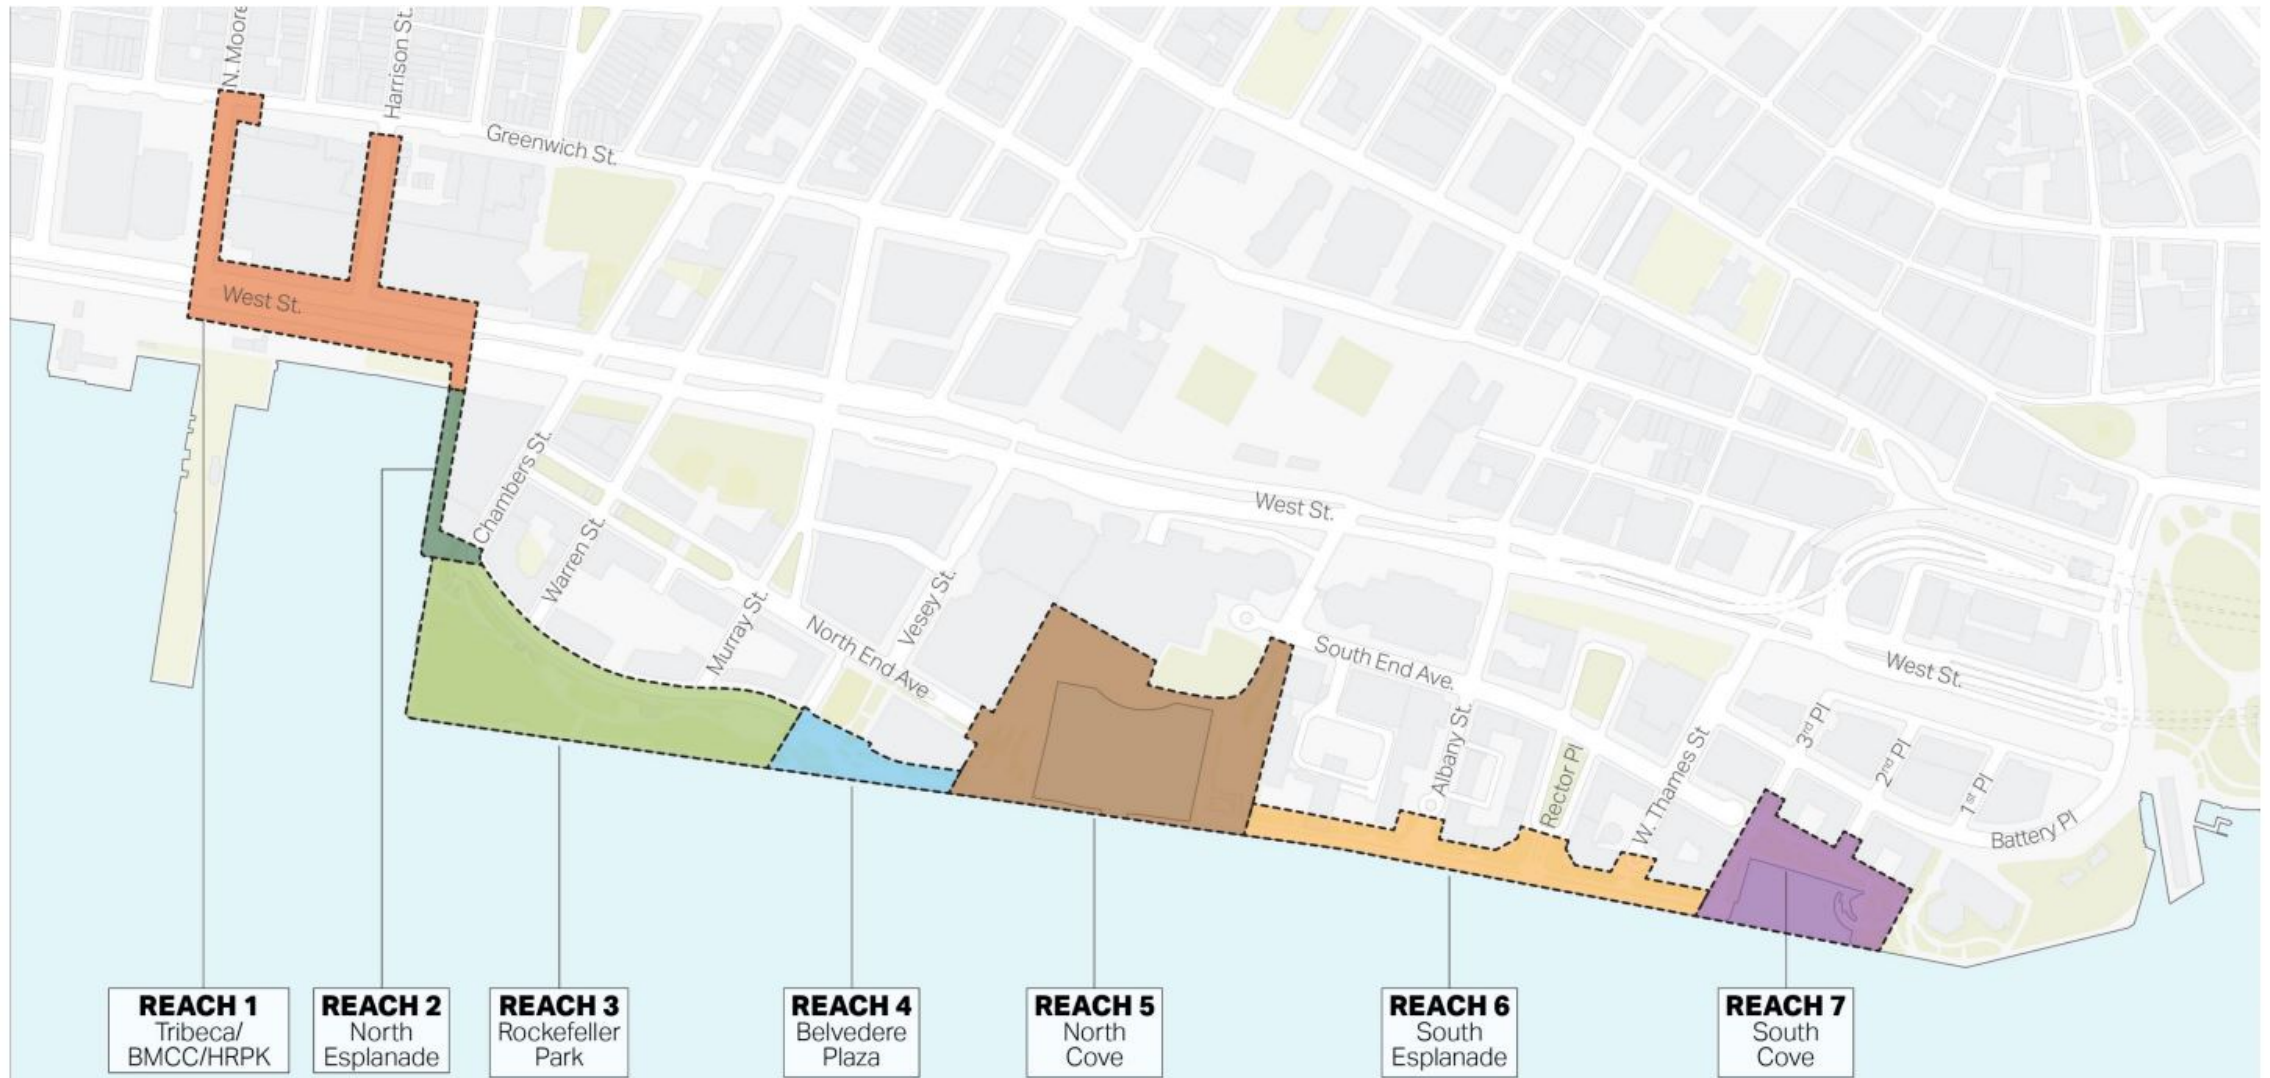 N. Moore
Harrison St.
Greenwich St.
West St.
Chambers St.
Warren St.
Murray St.
Vesey St.
North End Ave
West St.
South End Ave.
Albany St.
Rector Pl
W. Thames St
3rd Pl
2nd Pl
1st Pl
West St.
Battery Pl
REACH 1
Tribeca/
BMCC/HRPK
REACH 2
North
Esplanade
REACH 3
Rockefeller
Park
REACH 4
Belvedere
Plaza
REACH 5
North
Cove
REACH 6
South
Esplanade
REACH 7
South
Cove